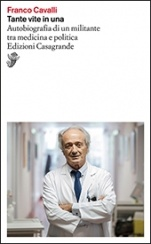 Franco Cavalli
Tante vite in una
Autobiografia di un militante
tra medicina e politica
Edizioni Casagrande